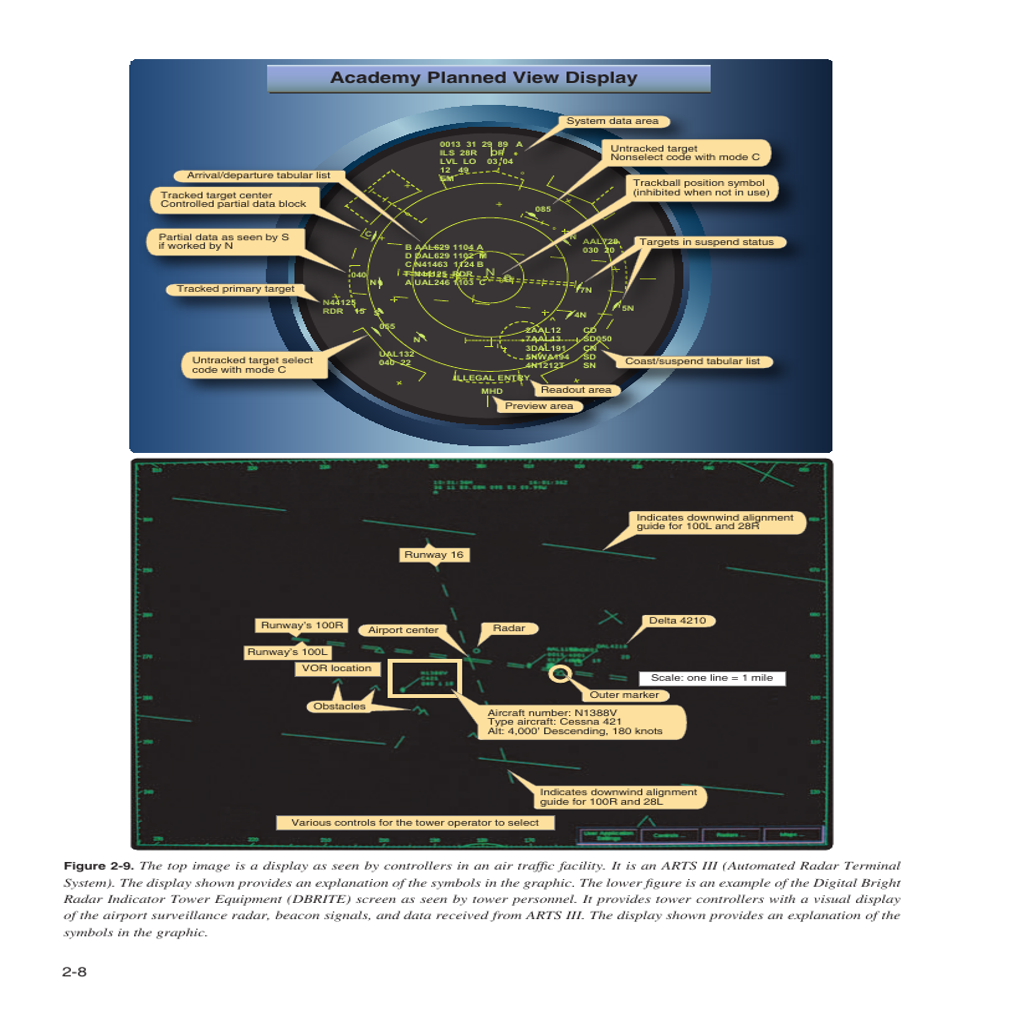 Academy Planned View Display
System data area
0013 31 29 89 A
ILS 28R OR
LVL LO 03,04
12 49
GM
Untracked target
Nonselect code with mode C
Arrival/departure tabular list
Trackball position symbol
(inhibited when not in use)
Tracked target center
Controlled partial data block
085
C
N
Partial data as seen by S
if worked by N
AAL728
030 20
Targets in suspend status
B AAL629 1104 A
D DAL629 1102 M
C N41463 1124 B
F N44125 RDR
A UAL246 1103 C
N
040
N
Tracked primary target
7N
N44125
RDR 15 S
5N
4N
055
N
2AAL12 CD
7AAL13 SD050
3DAL191 CN
5NWA194 SD
4N1212T SN
Untracked target select
code with mode C
UAL132
040 22
Coast/suspend tabular list
ILLEGAL ENTRY
Readout area
MHD
Preview area
Indicates downwind alignment
guide for 100L and 28R
Runway 16
Runway's 100R
Airport center
Radar
Delta 4210
Runway's 100L
VOR location
Scale: one line = 1 mile
Outer marker
Obstacles
Aircraft number: N1388V
Type aircraft: Cessna 421
Alt: 4,000' Descending, 180 knots
Indicates downwind alignment
guide for 100R and 28L
Various controls for the tower operator to select
User Application
Settings
Controls ...
Radars ...
Maps ...
Figure 2-9. The top image is a display as seen by controllers in an air traffic facility. It is an ARTS III (Automated Radar Terminal
System). The display shown provides an explanation of the symbols in the graphic. The lower figure is an example of the Digital Bright
Radar Indicator Tower Equipment (DBRITE) screen as seen by tower personnel. It provides tower controllers with a visual display
of the airport surveillance radar, beacon signals, and data received from ARTS III. The display shown provides an explanation of the
symbols in the graphic.
2-8